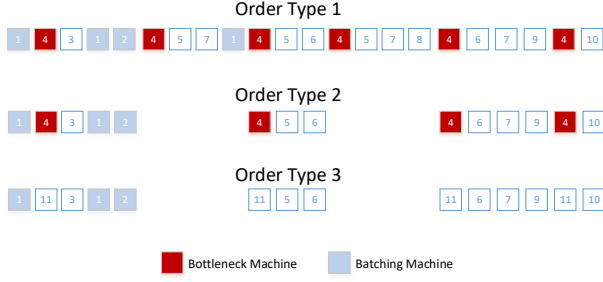 Order Type 1
1 4 3 1 2 4 5 7 1 4 5 6 4 5 7 8 4 6 7 9 4 10
Order Type 2
1 4 3 1 2 4 5 6 4 6 7 9 4 10
Order Type 3
1 11 3 1 2 11 5 6 11 6 7 9 11 10
Bottleneck Machine Batching Machine